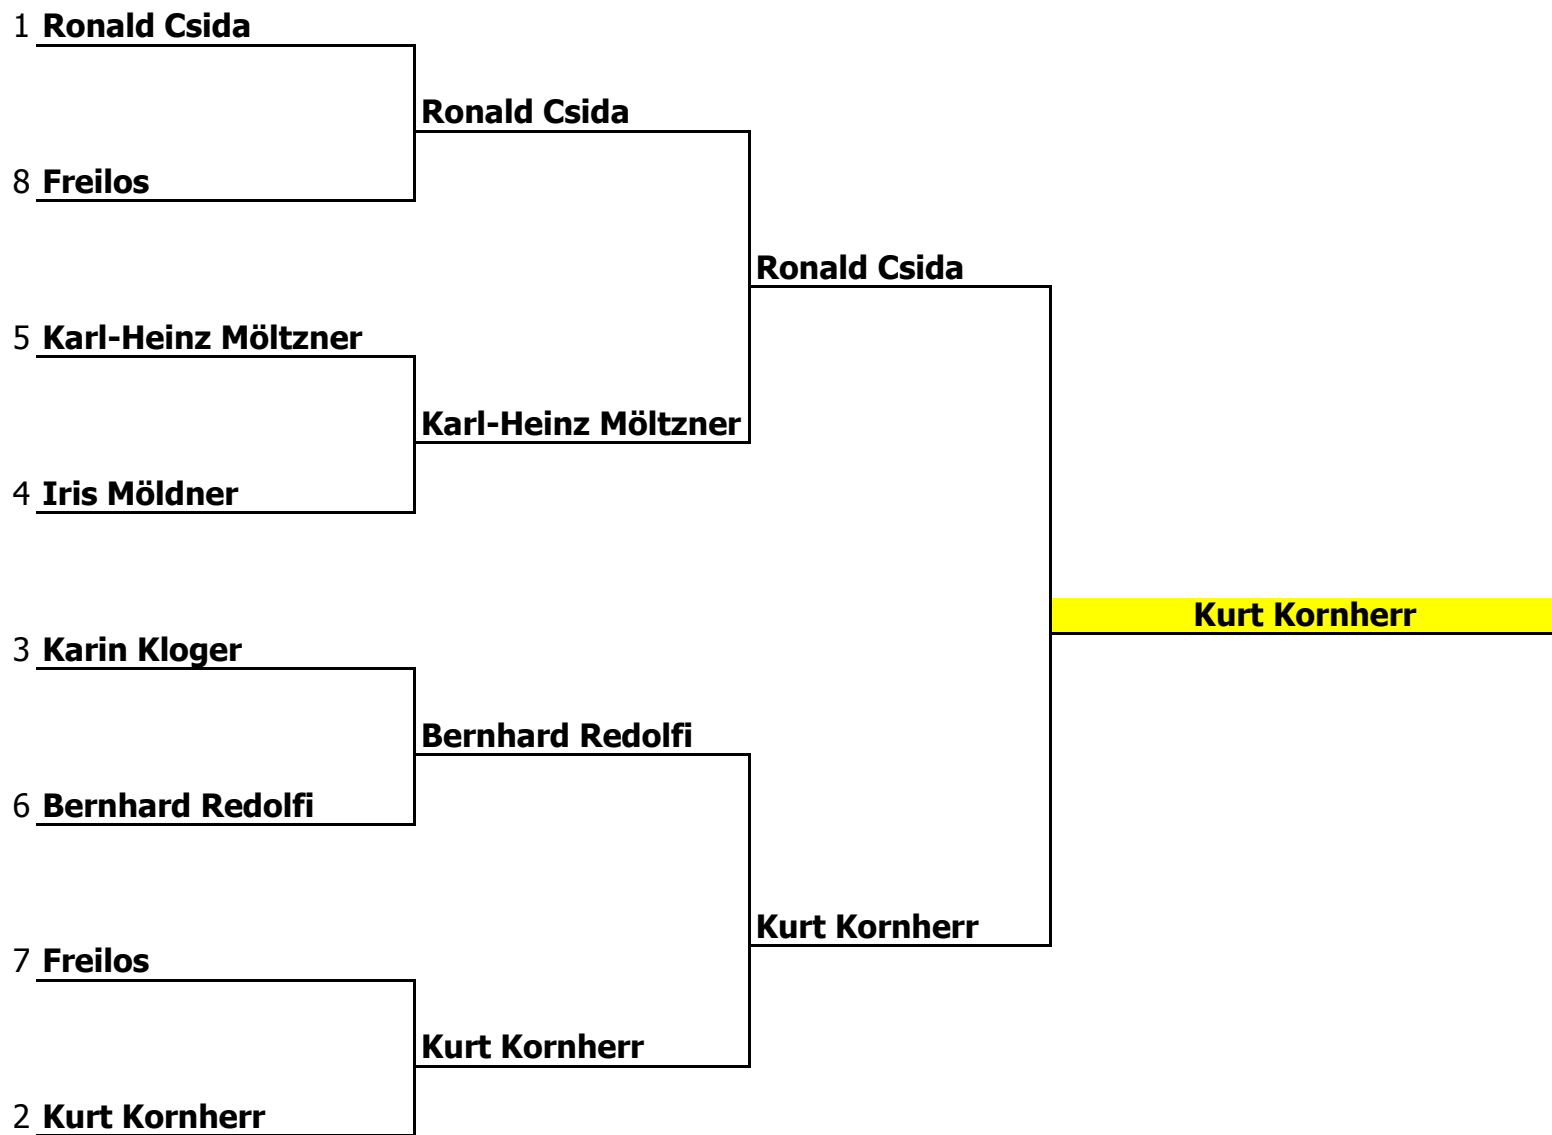 1 Ronald Csida
Ronald Csida
8 Freilos
Ronald Csida
5 Karl-Heinz Möltzner
Karl-Heinz Möltzner
4 Iris Möldner
Kurt Kornherr
3 Karin Kloger
Bernhard Redolfi
6 Bernhard Redolfi
Kurt Kornherr
7 Freilos
Kurt Kornherr
2 Kurt Kornherr